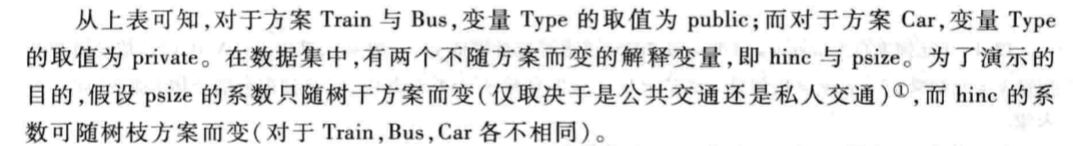 从上表可知,对于方案 Train 与 Bus,变量 Type 的取值为 public;而对于方案 Car,变量 Type
的取值为 private。在数据集中,有两个不随方案而变的解释变量,即 hinc 与 psize。为了演示的
目的,假设 psize 的系数只随树干方案而变(仅取决于是公共交通还是私人交通)①,而 hinc 的系
数可随树枝方案而变(对于 Train,Bus,Car 各不相同)。